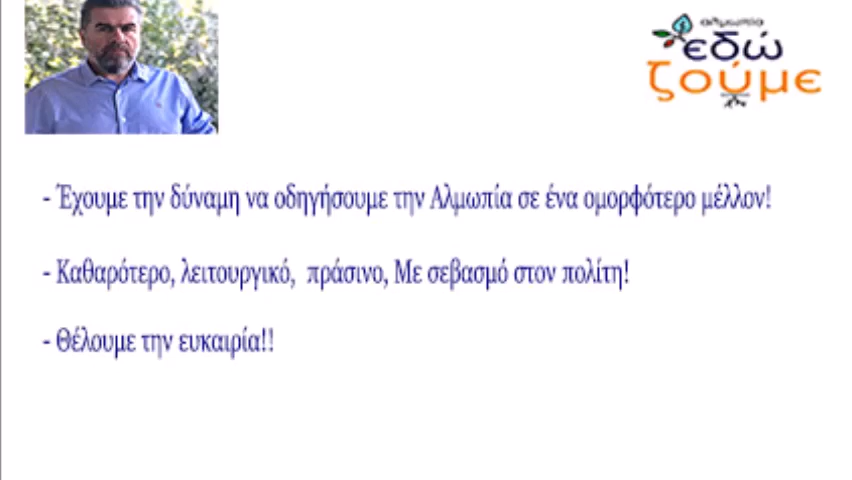 αλμωπία
εδώ
ζούμε
- Έχουμε την δύναμη να οδηγήσουμε την Αλμωπία σε ένα ομορφότερο μέλλον!
- Καθαρότερο, λειτουργικό, πράσινο, Με σεβασμό στον πολίτη!
- Θέλουμε την ευκαιρία!!